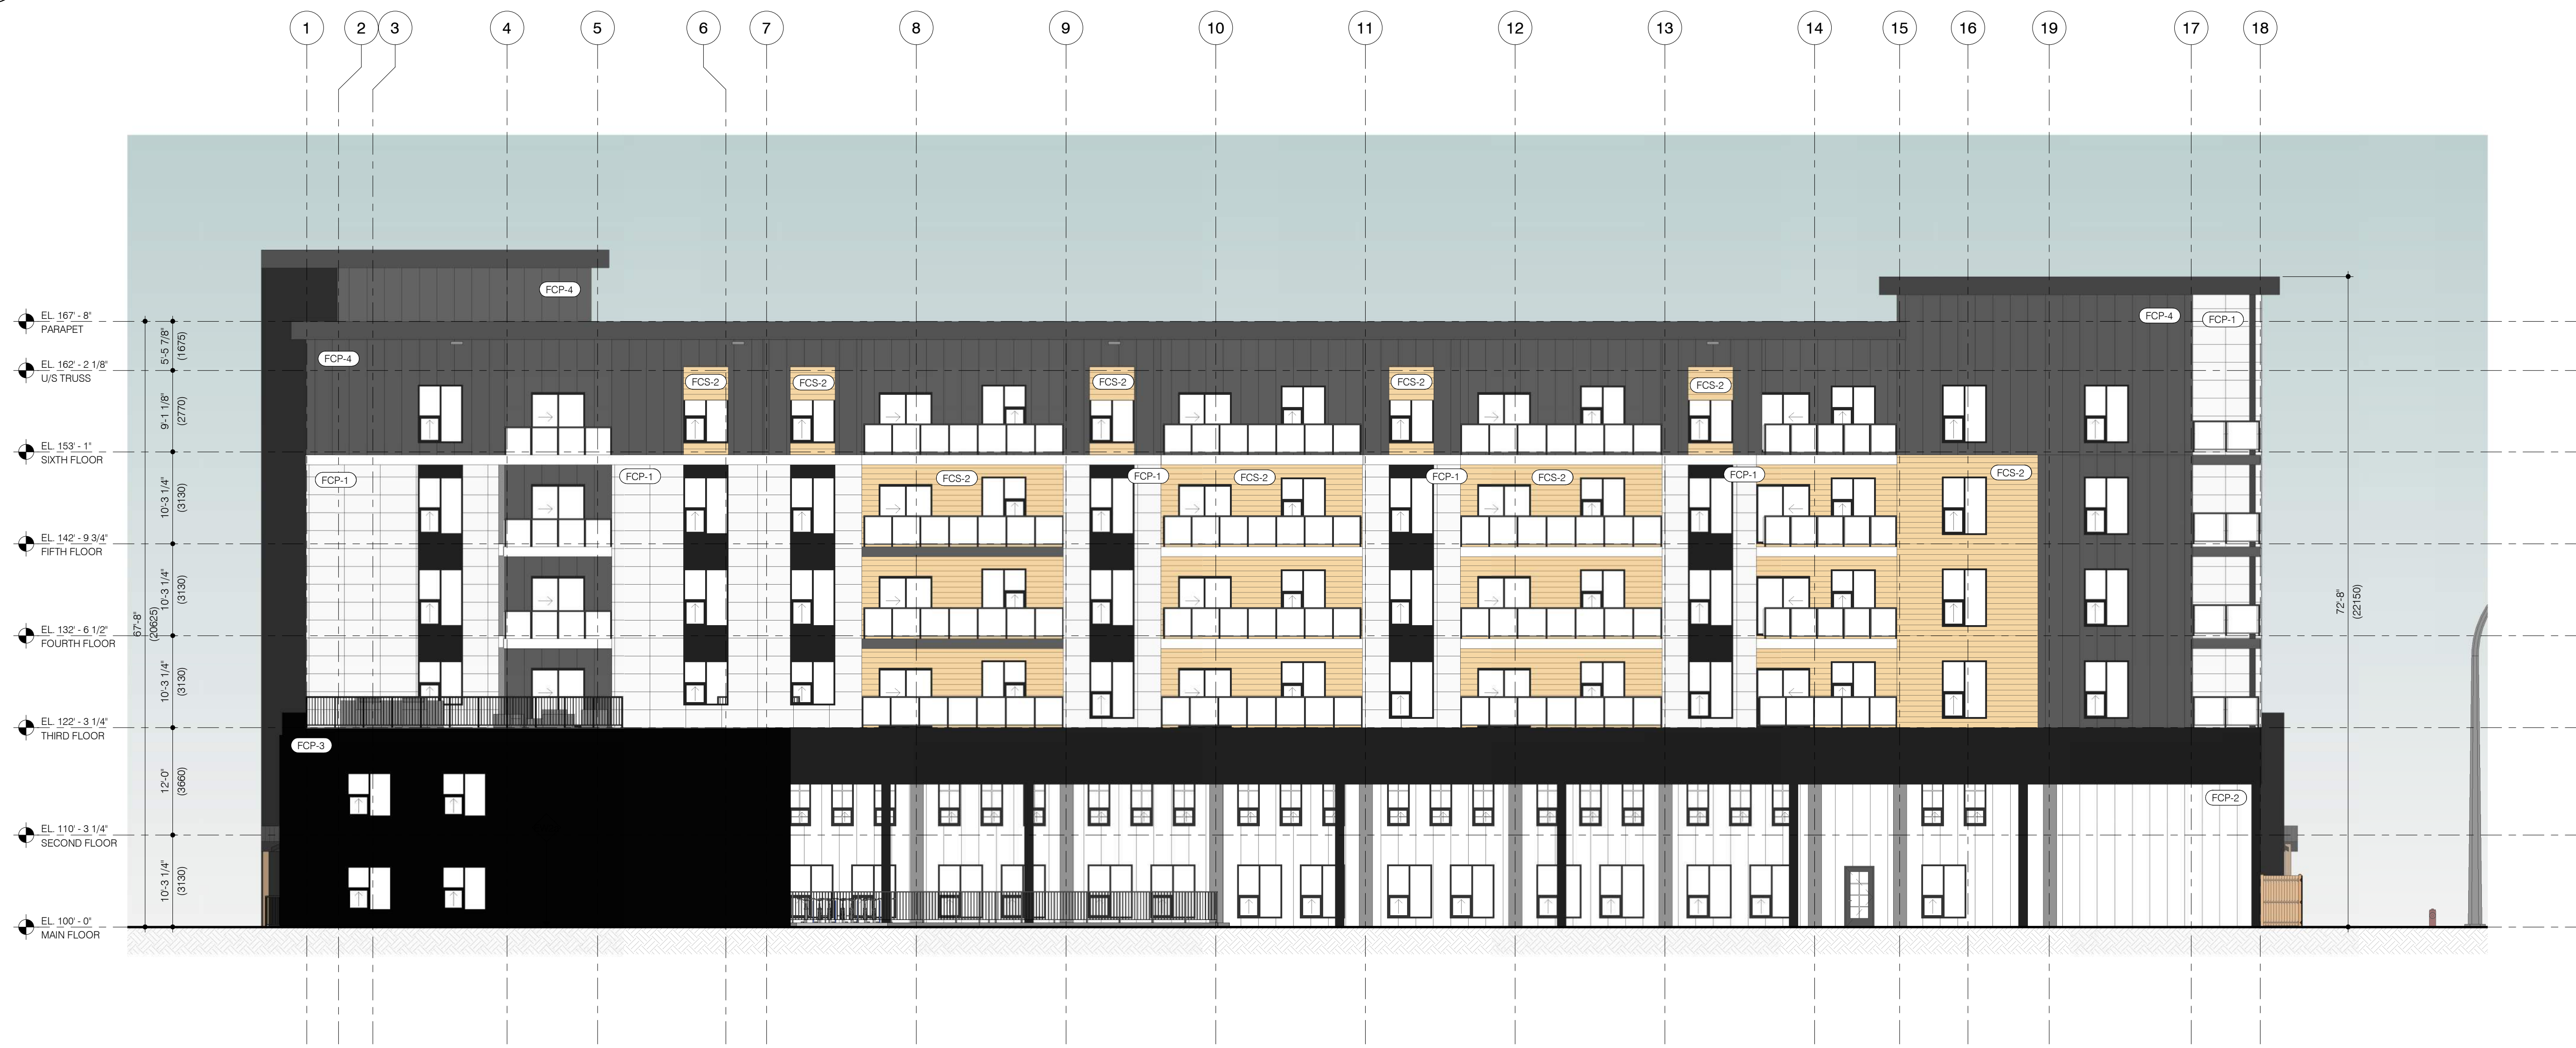 1 2 3 4 5 6 7 8 9 10 11 12 13 14 15 16 19 17 18
FCP-4
EL. 167' - 8"
PARAPET
FCP-4
FCP-1
5'-5 7/8"
(1675)
FCP-4
EL. 162' - 2 1/8"
U/S TRUSS
FCS-2
FCS-2
FCS-2
FCS-2
FCS-2
9'-1 1/8"
(2770)
EL. 153' - 1"
SIXTH FLOOR
FCP-1
FCP-1
FCS-2
FCP-1
FCS-2
FCP-1
FCS-2
FCP-1
FCS-2
10'-3 1/4"
(3130)
EL. 142' - 9 3/4"
FIFTH FLOOR
10'-3 1/4"
(3130)
67'-8"
(20625)
72'-8"
(22150)
EL. 132' - 6 1/2"
FOURTH FLOOR
10'-3 1/4"
(3130)
EL. 122' - 3 1/4"
THIRD FLOOR
FCP-3
12'-0"
(3660)
FCP-2
EL. 110' - 3 1/4"
SECOND FLOOR
10'-3 1/4"
(3130)
EL. 100' - 0"
MAIN FLOOR